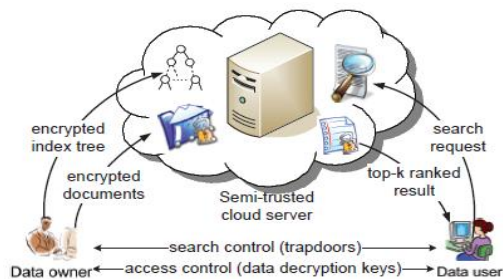 encrypted
index tree
encrypted
documents
Semi-trusted
cloud server
search
request
top-k ranked
result
search control (trapdoors)
access control (data decryption keys)
Data owner
Data user